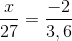 x/27 = -2/3,6